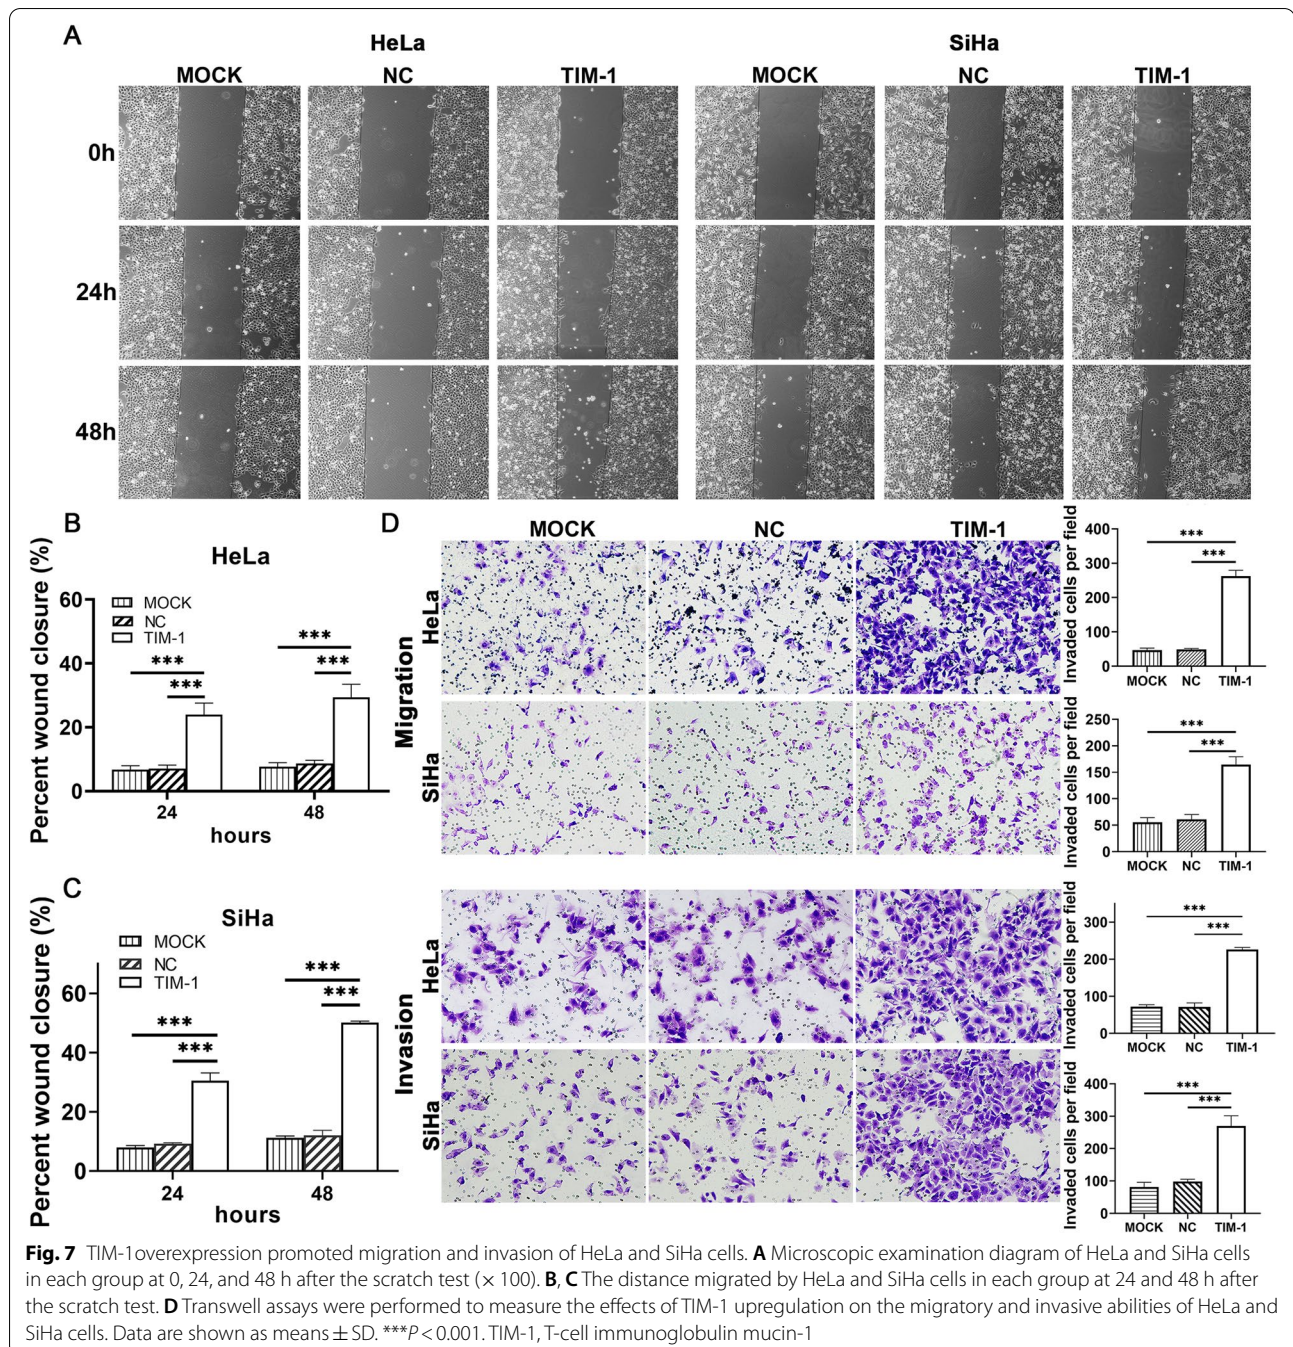 A
HeLa
SiHa
MOCK NC TIM-1 MOCK NC TIM-1
0h
24h
48h
B
HeLa
Percent wound closure (%)
60
40
20
0
MOCK
NC
TIM-1
*** ***
*** ***
24 48
hours
C
SiHa
Percent wound closure (%)
60
40
20
0
MOCK
NC
TIM-1
*** ***
*** ***
24 48
hours
D
MOCK NC TIM-1
Migration
HeLa
SiHa
Invasion
HeLa
SiHa
Invaded cells per field
400
300
200
100
0
***
***
MOCK NC TIM-1
Invaded cells per field
250
200
150
100
50
0
***
***
MOCK NC TIM-1
Invaded cells per field
300
200
100
0
***
***
MOCK NC TIM-1
Invaded cells per field
400
300
200
100
0
***
***
MOCK NC TIM-1
Fig. 7 TIM-1overexpression promoted migration and invasion of HeLa and SiHa cells. A Microscopic examination diagram of HeLa and SiHa cells
in each group at 0, 24, and 48 h after the scratch test (× 100). B, C The distance migrated by HeLa and SiHa cells in each group at 24 and 48 h after
the scratch test. D Transwell assays were performed to measure the effects of TIM-1 upregulation on the migratory and invasive abilities of HeLa and
SiHa cells. Data are shown as means ± SD. ***P < 0.001. TIM-1, T-cell immunoglobulin mucin-1